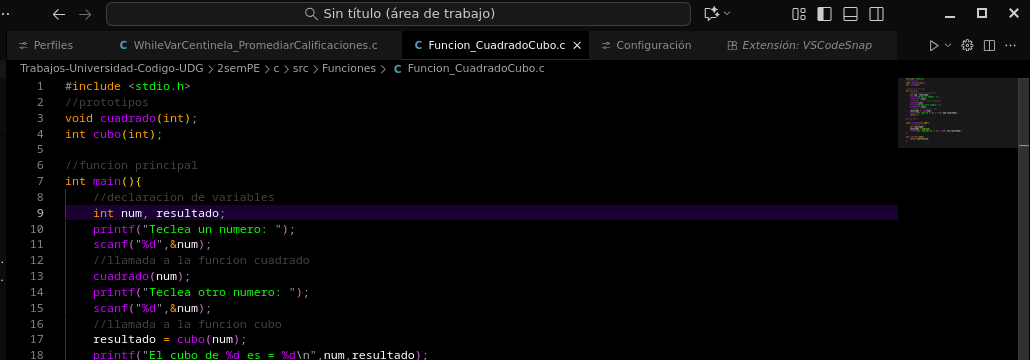 Sin título (área de trabajo)
Perfiles
WhileVarCentinela_PromediarCalificaciones.c
Funcion_CuadradoCubo.c
Configuración
Extensión: VSCodeSnap
Trabajos-Universidad-Codigo-UDG > 2semPE > c > src > Funciones > C Funcion_CuadradoCubo.c
1 #include <stdio.h>
2 //prototipos
3 void cuadrado(int);
4 int cubo(int);
5
6 //funcion principal
7 int main(){
8 //declaracion de variables
9 int num, resultado;
10 printf("Teclea un numero: ");
11 scanf("%d",&num);
12 //llamada a la funcion cuadrado
13 cuadrado(num);
14 printf("Teclea otro numero: ");
15 scanf("%d",&num);
16 //llamada a la funcion cubo
17 resultado = cubo(num);
18 printf("El cubo de %d es = %d\n",num,resultado);